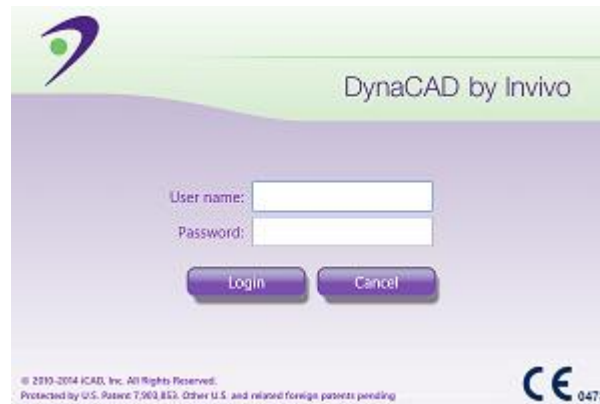 DynaCAD by Invivo
User name:
Password:
Login Cancel
© 2010-2014 iCAD, Inc. All Rights Reserved.
Protected by U.S. Patent 7,903,853. Other U.S. and related foreign patents pending
CE